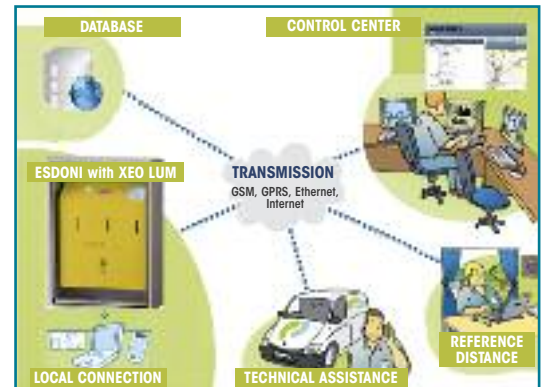 DATABASE
CONTROL CENTER
ESDONI with XEO LUM
TRANSMISSION
GSM, GPRS, Ethernet,
Internet
REFERENCE
DISTANCE
LOCAL CONNECTION
TECHNICAL ASSISTANCE